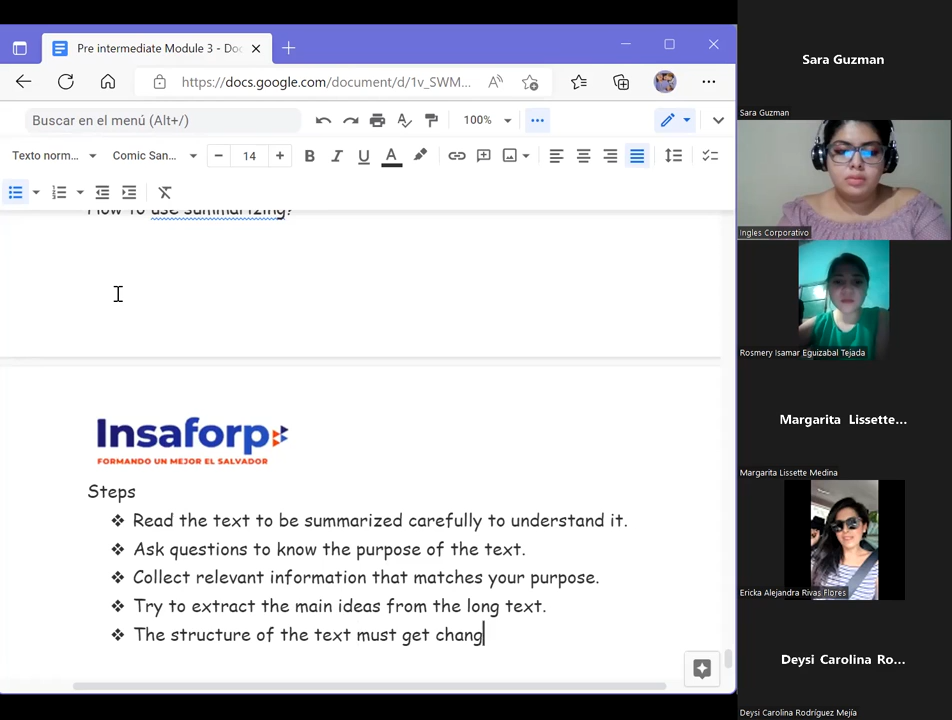 Pre intermediate Module 3 - Doc
https://docs.google.com/document/d/1v_SWM...
Buscar en el menú (Alt+/)
100%
Texto norm...
Comic San...
14
B
I
U
A
How to use summarizing?
Insaforp
FORMANDO UN MEJOR EL SALVADOR
Steps
❖ Read the text to be summarized carefully to understand it.
❖ Ask questions to know the purpose of the text.
❖ Collect relevant information that matches your purpose.
❖ Try to extract the main ideas from the long text.
❖ The structure of the text must get chang
Sara Guzman
Sara Guzman
Ingles Corporativo
Rosmery Isamar Eguizabal Tejada
Margarita Lissette...
Margarita Lissette Medina
Ericka Alejandra Rivas Flores
Deysi Carolina Ro...
Deysi Carolina Rodríguez Mejía